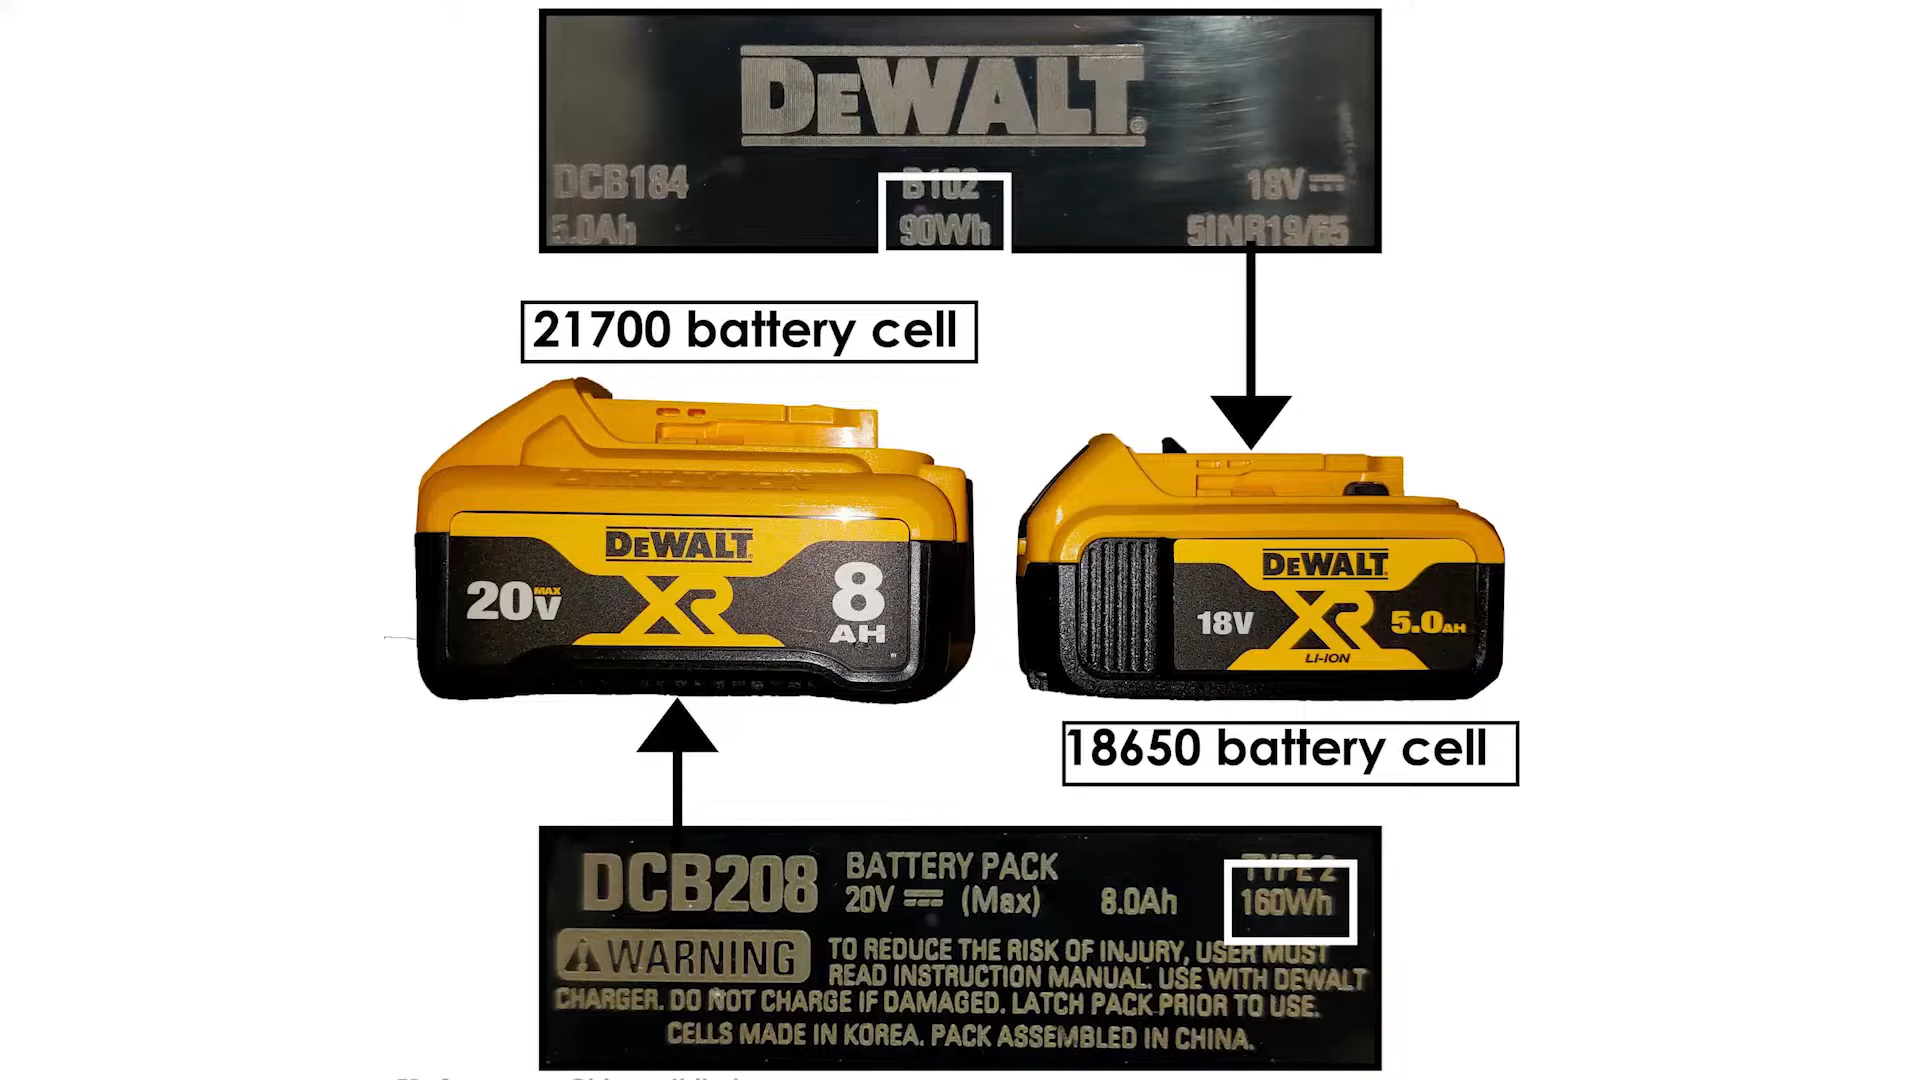 DEWALT®
DCB184 B102 18V
5.0Ah 90Wh 5INR19/65
21700 battery cell
DEWALT
20V MAX XR 8 AH
DEWALT
18V XR 5.0AH
LI-ION
18650 battery cell
DCB208 BATTERY PACK TYPE 2
20V (Max) 8.0Ah 160Wh
WARNING TO REDUCE THE RISK OF INJURY, USER MUST
READ INSTRUCTION MANUAL. USE WITH DEWALT
CHARGER. DO NOT CHARGE IF DAMAGED. LATCH PACK PRIOR TO USE.
CELLS MADE IN KOREA. PACK ASSEMBLED IN CHINA.